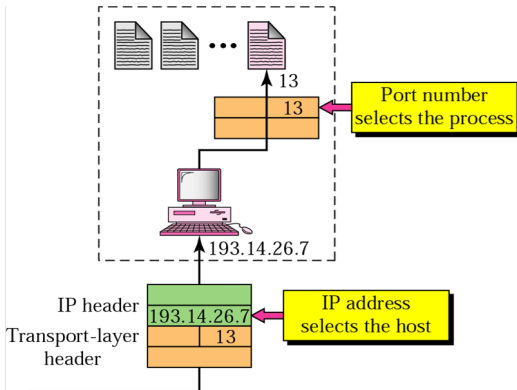 13
13
Port number
selects the process
193.14.26.7
IP header
193.14.26.7
IP address
selects the host
Transport-layer
header
13